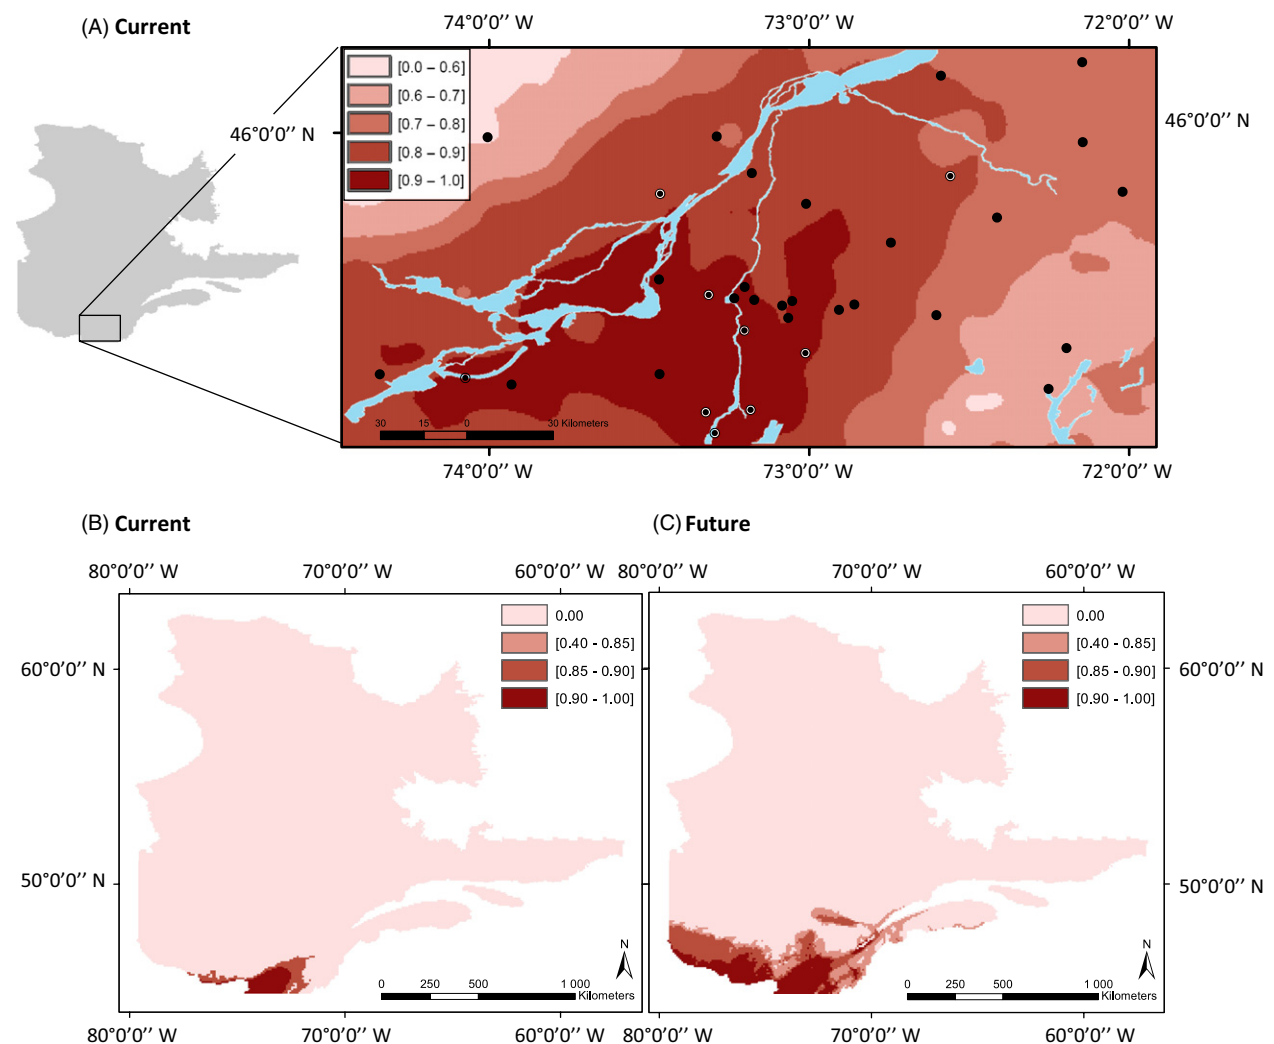 (A) Current
74°0'0'' W 73°0'0'' W 72°0'0'' W
[0.0 – 0.6]
[0.6 – 0.7]
[0.7 – 0.8]
[0.8 – 0.9]
[0.9 – 1.0]
46°0'0'' N
46°0'0'' N
30 15 0 30 Kilometers
74°0'0'' W 73°0'0'' W 72°0'0'' W
(B) Current
80°0'0'' W 70°0'0'' W 60°0'0'' W
0.00
[0.40 - 0.85]
[0.85 - 0.90]
[0.90 - 1.00]
60°0'0'' N
50°0'0'' N
N
0 250 500 1 000
Kilometers
80°0'0'' W 70°0'0'' W 60°0'0'' W
(C) Future
80°0'0'' W 70°0'0'' W 60°0'0'' W
0.00
[0.40 - 0.85]
[0.85 - 0.90]
[0.90 - 1.00]
60°0'0'' N
50°0'0'' N
N
0 250 500 1 000
Kilometers
80°0'0'' W 70°0'0'' W 60°0'0'' W